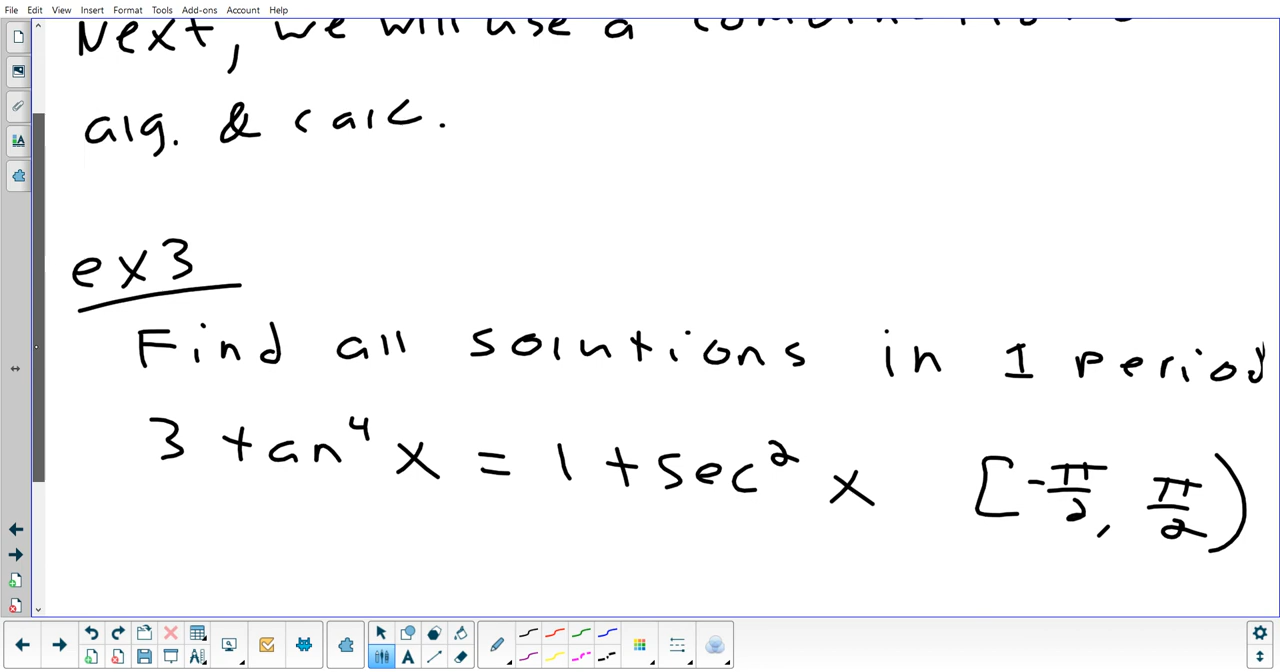 File Edit View Insert Format Tools Add-ons Account Help
Next, we will use a
alg. & calc.
ex3
Find all solutions in 1 period
3 tan⁴ x = 1 + sec² x [-π/2, π/2)